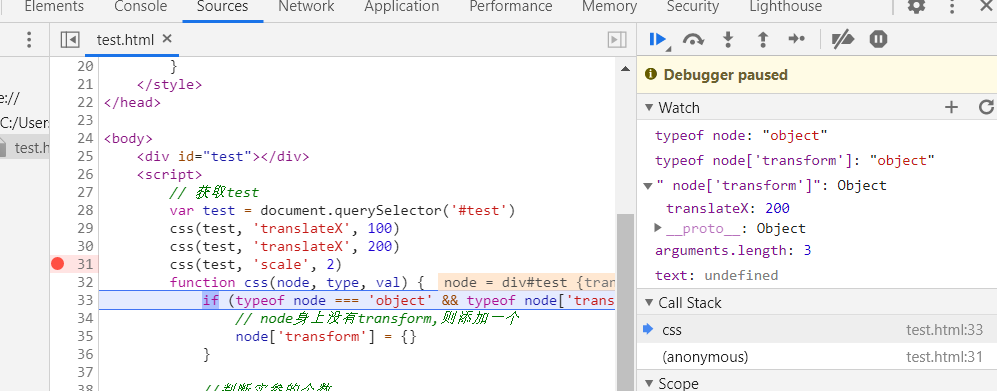 Elements Console Sources Network Application Performance Memory Security Lighthouse
test.html ×
20 }
21 </style>
22 </head>
23
24 <body>
25 <div id="test"></div>
26 <script>
27 // 获取test
28 var test = document.querySelector('#test')
29 css(test, 'translateX', 100)
30 css(test, 'translateX', 200)
31 css(test, 'scale', 2)
32 function css(node, type, val) { node = div#test {tran
33 if (typeof node === 'object' && typeof node['trans
34 // node身上没有transform,则添加一个
35 node['transform'] = {}
36 }
37
38 //判断实参的个数
e://
C:/Users
test.h
Debugger paused
Watch
typeof node: "object"
typeof node['transform']: "object"
" node['transform']": Object
translateX: 200
__proto__: Object
arguments.length: 3
text: undefined
Call Stack
css test.html:33
(anonymous) test.html:31
Scope